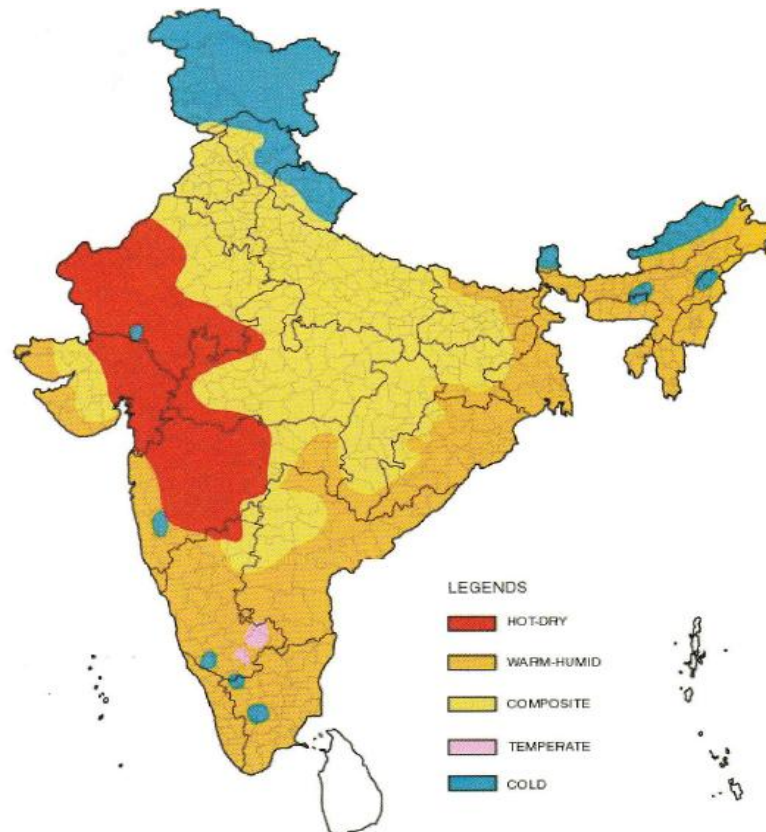 LEGENDS
HOT-DRY
WARM-HUMID
COMPOSITE
TEMPERATE
COLD